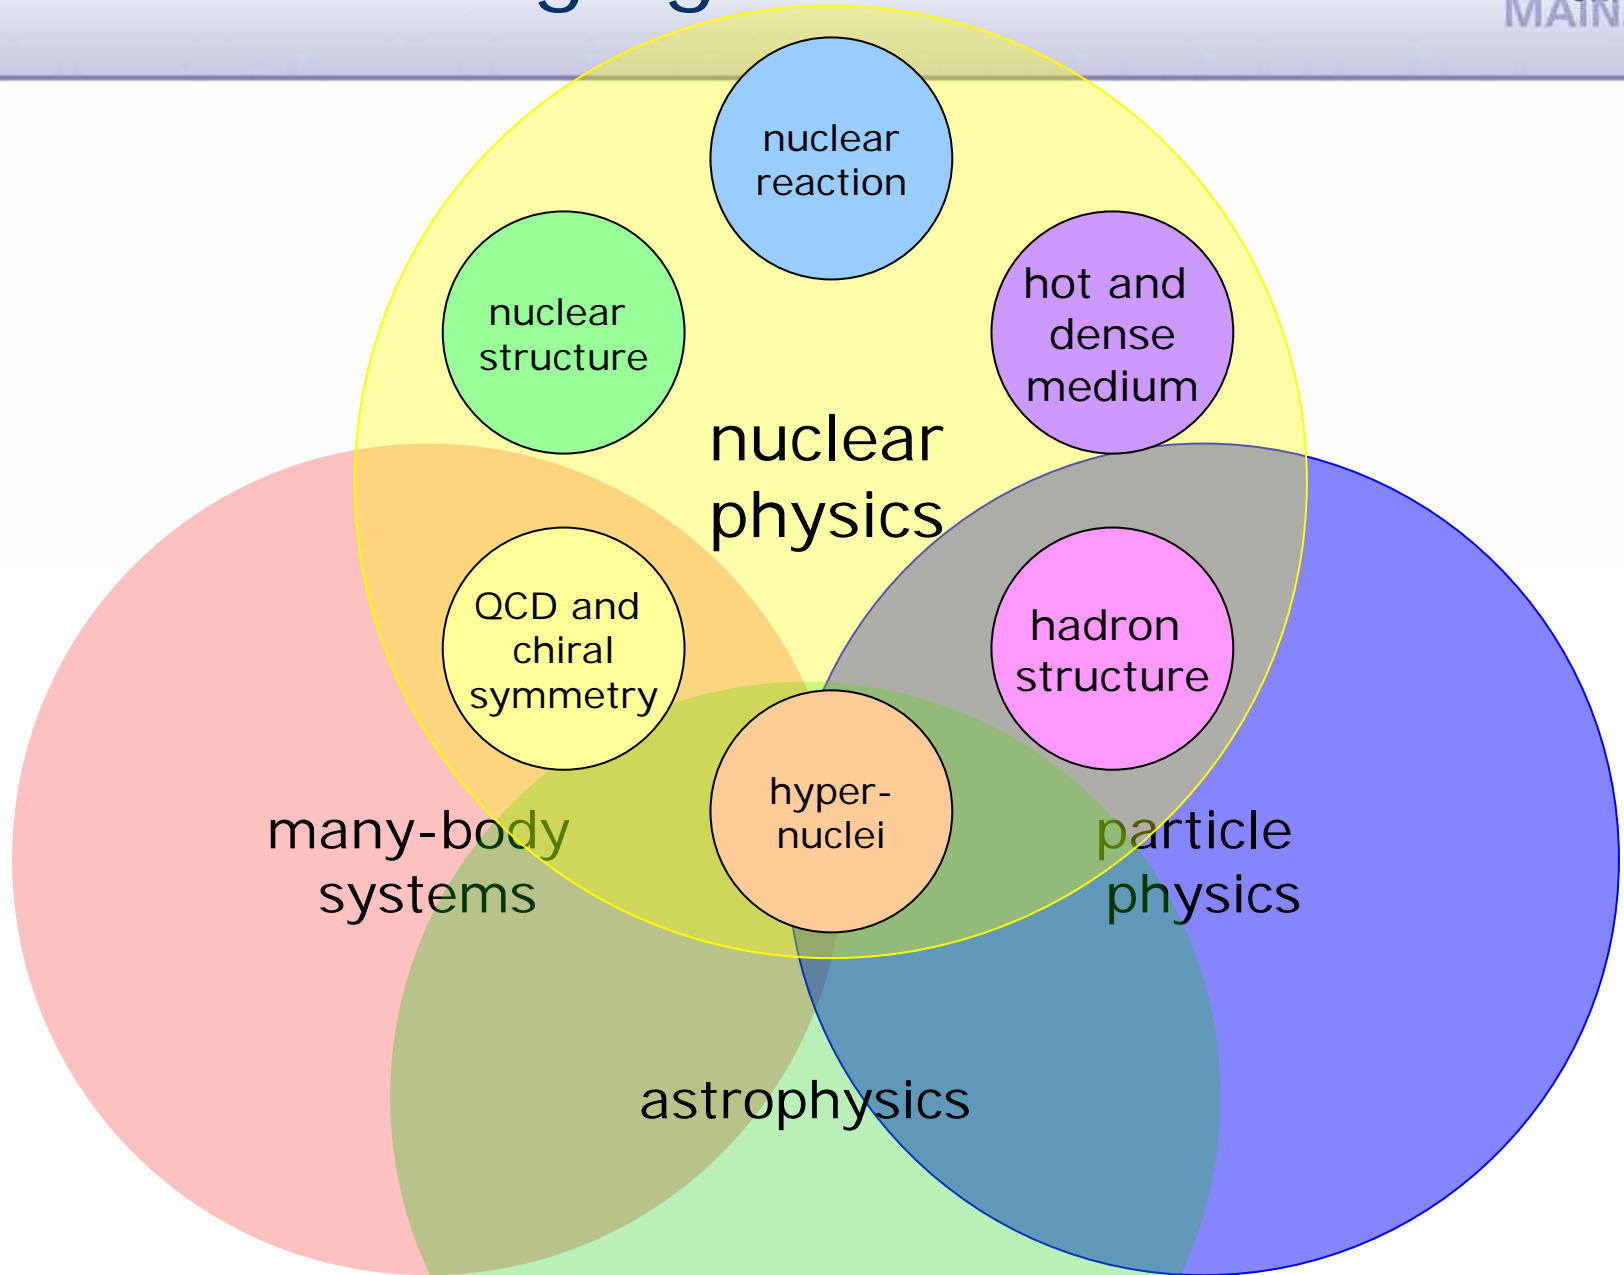 nuclear
reaction
nuclear
structure
hot and
dense
medium
nuclear
physics
QCD and
chiral
symmetry
hadron
structure
hyper-
nuclei
many-body
systems
particle
physics
astrophysics